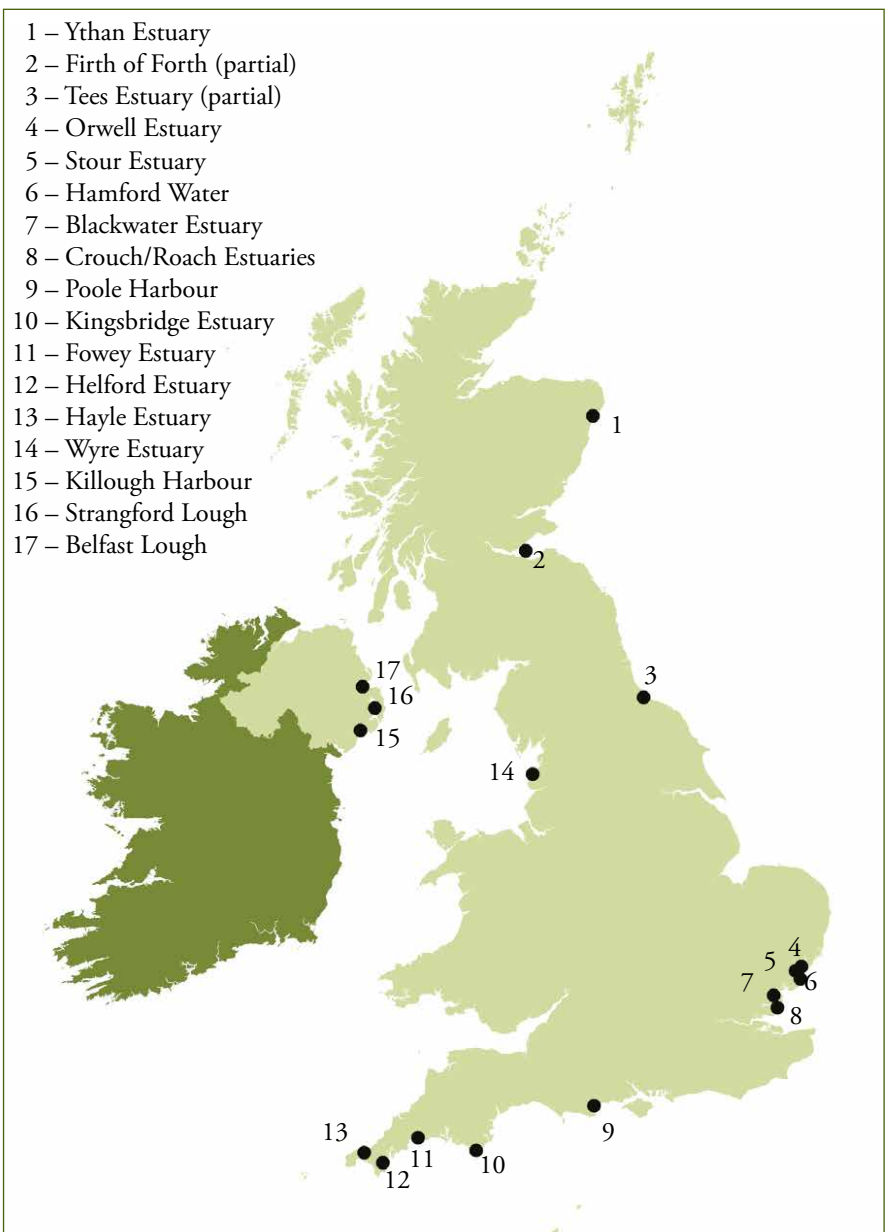 1 – Ythan Estuary
2 – Firth of Forth (partial)
3 – Tees Estuary (partial)
4 – Orwell Estuary
5 – Stour Estuary
6 – Hamford Water
7 – Blackwater Estuary
8 – Crouch/Roach Estuaries
9 – Poole Harbour
10 – Kingsbridge Estuary
11 – Fowey Estuary
12 – Helford Estuary
13 – Hayle Estuary
14 – Wyre Estuary
15 – Killough Harbour
16 – Strangford Lough
17 – Belfast Lough
1
2
17
3
16
15
14
4
5
7
6
8
9
13
11
10
12